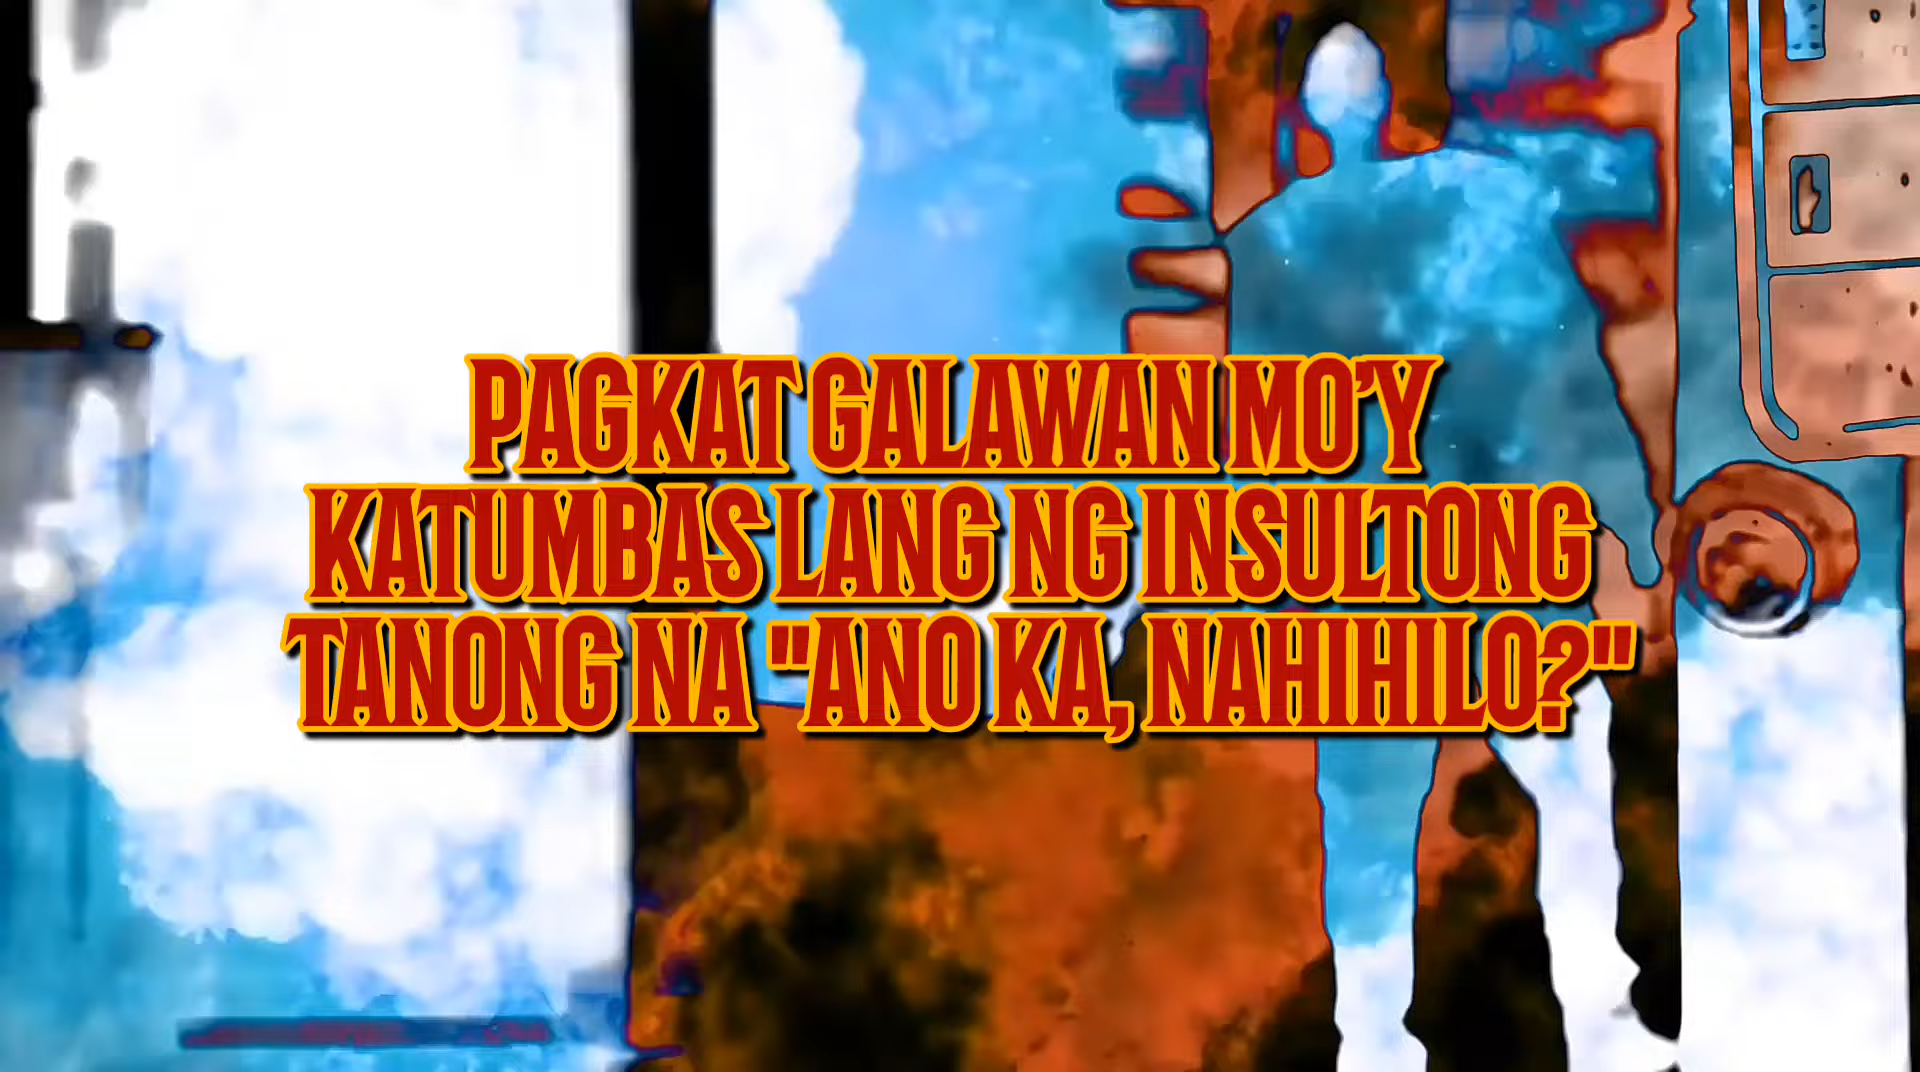 PAGKAT GALAWAN MO'Y
KATUMBAS LANG NG INSULTONG
TANONG NA "ANO KA, NAHIHILO?"